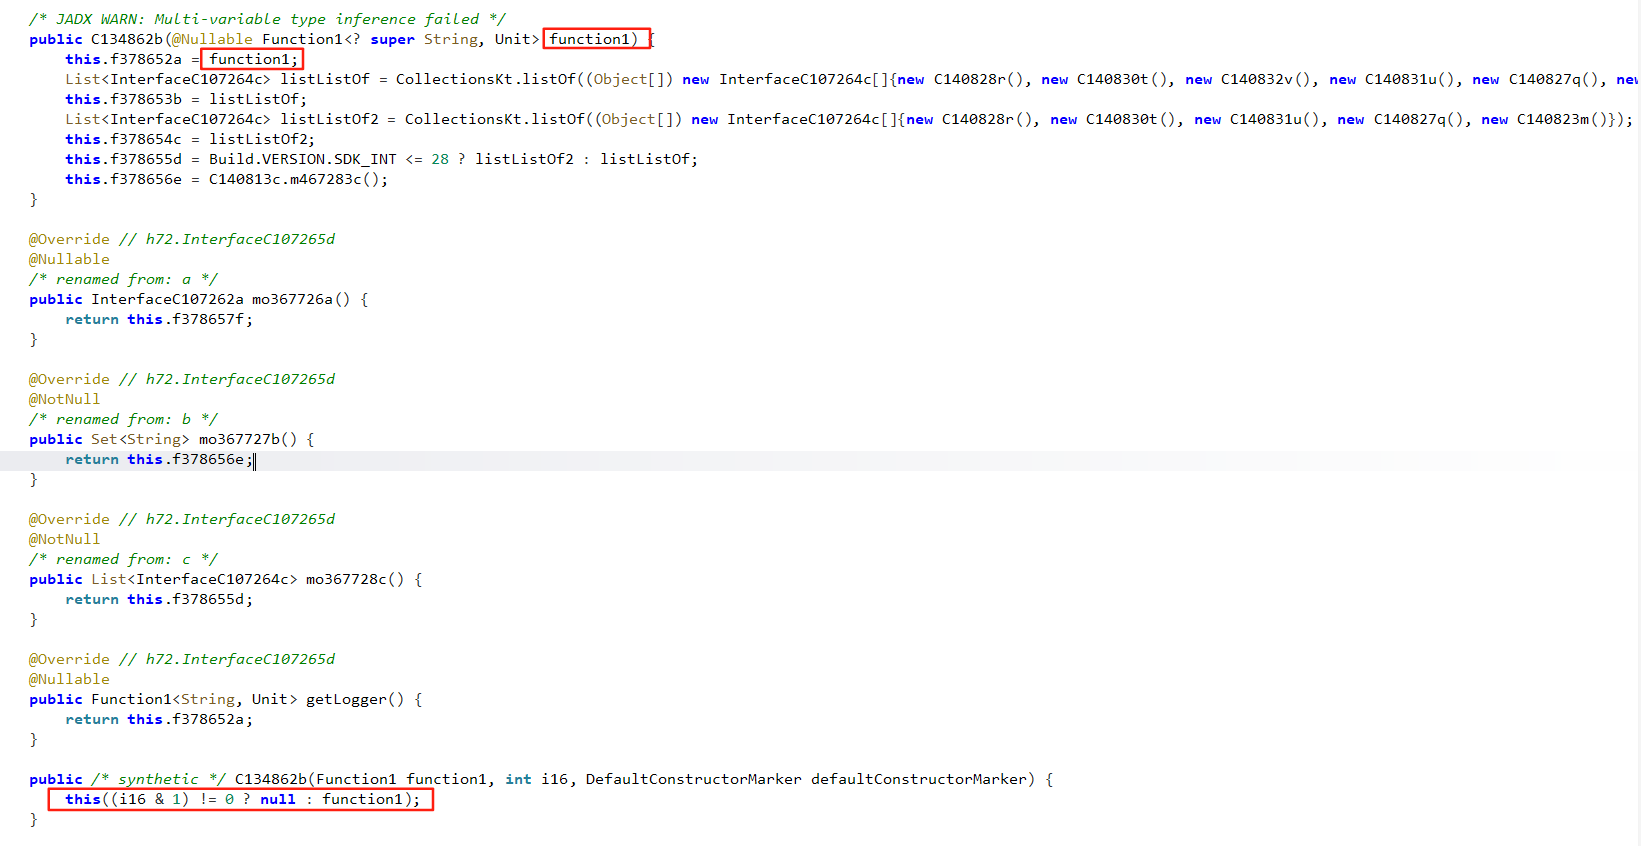 /* JADX WARN: Multi-variable type inference failed */
public C134862b(@Nullable Function1<? super String, Unit> function1) {
this.f378652a = function1;
List<InterfaceC107264c> listListOf = CollectionsKt.listOf((Object[]) new InterfaceC107264c[]{new C140828r(), new C140830t(), new C140832v(), new C140831u(), new C140827q(), new
this.f378653b = listListOf;
List<InterfaceC107264c> listListOf2 = CollectionsKt.listOf((Object[]) new InterfaceC107264c[]{new C140828r(), new C140830t(), new C140831u(), new C140827q(), new C140823m()});
this.f378654c = listListOf2;
this.f378655d = Build.VERSION.SDK_INT <= 28 ? listListOf2 : listListOf;
this.f378656e = C140813c.m467283c();
}
@Override // h72.InterfaceC107265d
@Nullable
/* renamed from: a */
public InterfaceC107262a mo367726a() {
return this.f378657f;
}
@Override // h72.InterfaceC107265d
@NotNull
/* renamed from: b */
public Set<String> mo367727b() {
return this.f378656e;
}
@Override // h72.InterfaceC107265d
@NotNull
/* renamed from: c */
public List<InterfaceC107264c> mo367728c() {
return this.f378655d;
}
@Override // h72.InterfaceC107265d
@Nullable
public Function1<String, Unit> getLogger() {
return this.f378652a;
}
public /* synthetic */ C134862b(Function1 function1, int i16, DefaultConstructorMarker defaultConstructorMarker) {
this((i16 & 1) != 0 ? null : function1);
}